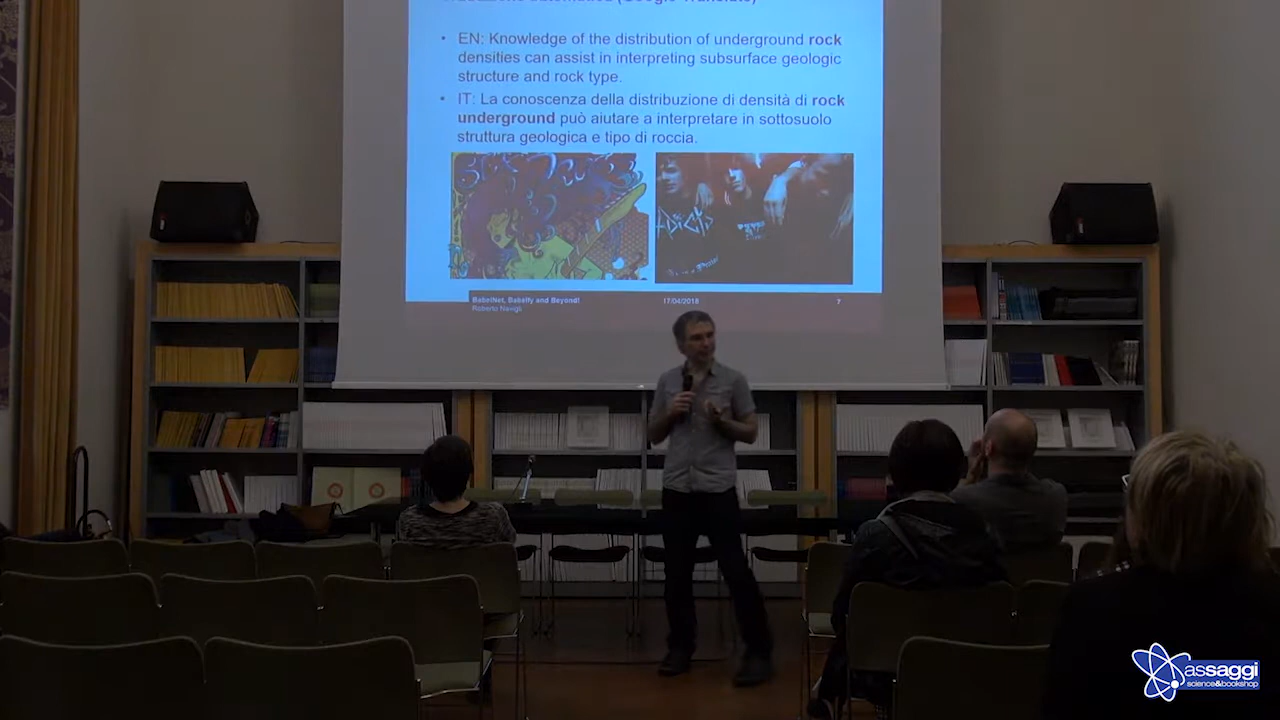 • EN: Knowledge of the distribution of underground rock
densities can assist in interpreting subsurface geologic
structure and rock type.
• IT: La conoscenza della distribuzione di densità di rock
underground può aiutare a interpretare in sottosuolo
struttura geologica e tipo di roccia.
BabelNet, Babelfy and Beyond! 17/04/2018 7
Roberto Navigli
assaggi
science&bookshop